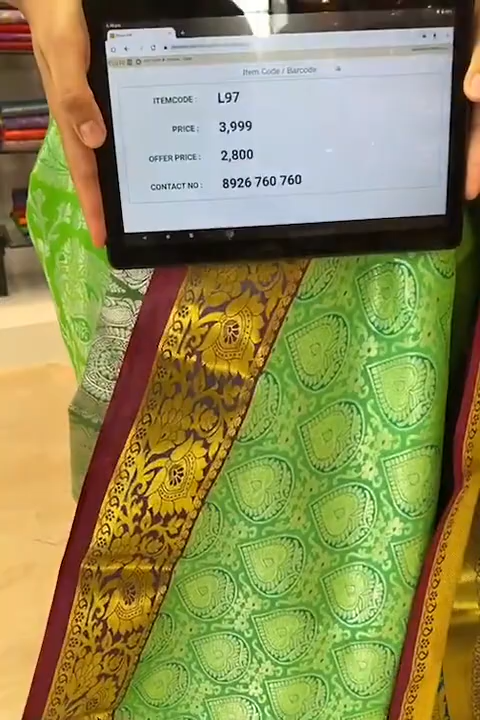 Item Code / Barcode
ITEMCODE : L97
PRICE : 3,999
OFFER PRICE : 2,800
CONTACT NO : 8926 760 760